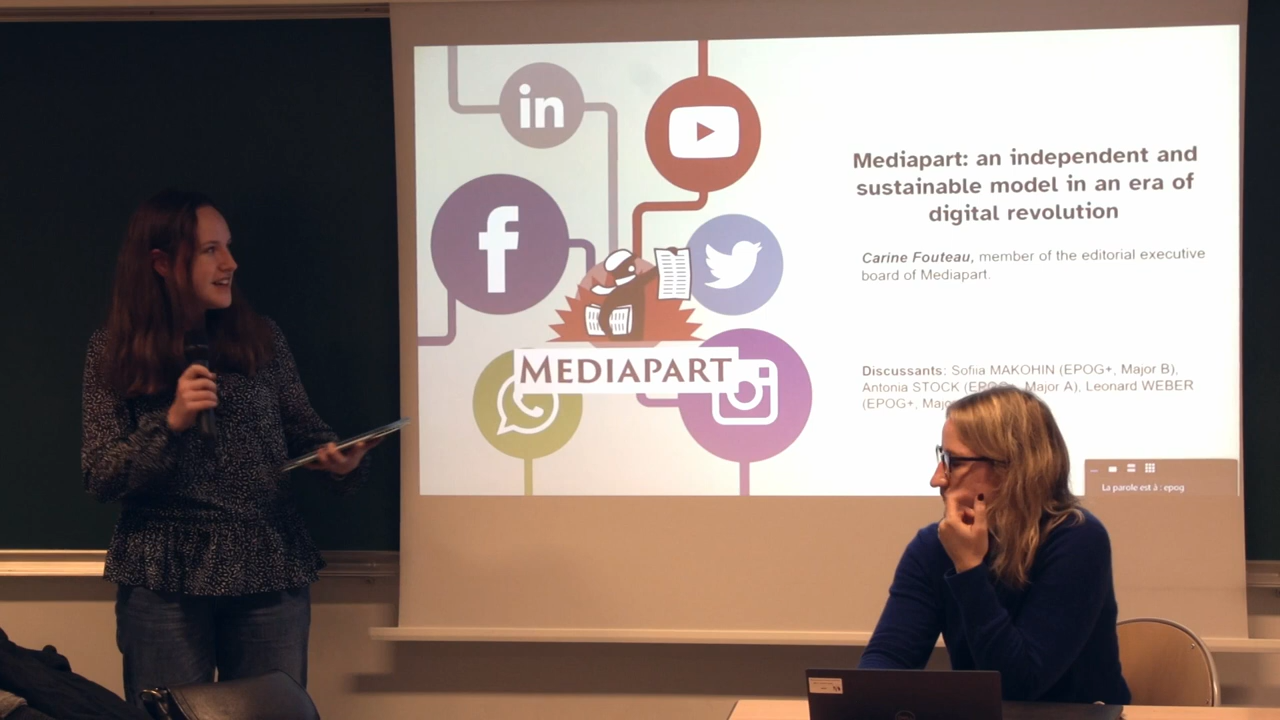 in
f
MEDIAPART
Mediapart: an independent and
sustainable model in an era of
digital revolution
Carine Fouteau, member of the editorial executive
board of Mediapart.
Discussants: Sofiia MAKOHIN (EPOG+, Major B),
Antonia STOCK (EPOG+, Major A), Leonard WEBER
(EPOG+,
La parole est à : epog